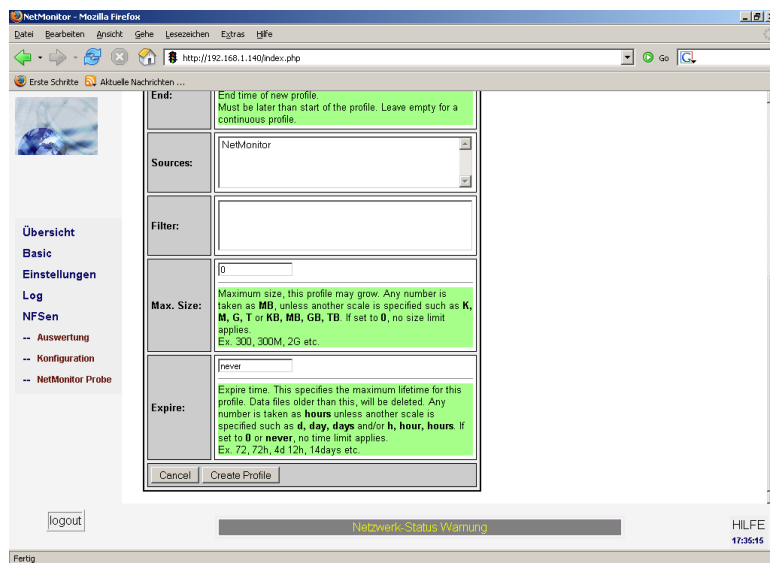 NetMonitor - Mozilla Firefox
Datei Bearbeiten Ansicht Gehe Lesezeichen Extras Hilfe
http://192.168.1.140/index.php
Go
G
Erste Schritte Aktuelle Nachrichten ...
End:
End time of new profile.
Must be later than start of the profile. Leave empty for a
continuous profile.
Sources:
NetMonitor
Filter:
Max. Size:
0
Maximum size, this profile may grow. Any number is
taken as MB, unless another scale is specified such as K,
M, G, T or KB, MB, GB, TB. If set to 0, no size limit
applies.
Ex. 300, 300M, 2G etc.
Expire:
never
Expire time. This specifies the maximum lifetime for this
profile. Data files older than this, will be deleted. Any
number is taken as hours unless another scale is
specified such as d, day, days and/or h, hour, hours. If
set to 0 or never, no time limit applies.
Ex. 72, 72h, 4d 12h, 14days etc.
Cancel Create Profile
Übersicht
Basic
Einstellungen
Log
NFSen
-- Auswertung
-- Konfiguration
-- NetMonitor Probe
logout
Netzwerk-Status Warnung
HILFE
17:35:15
Fertig